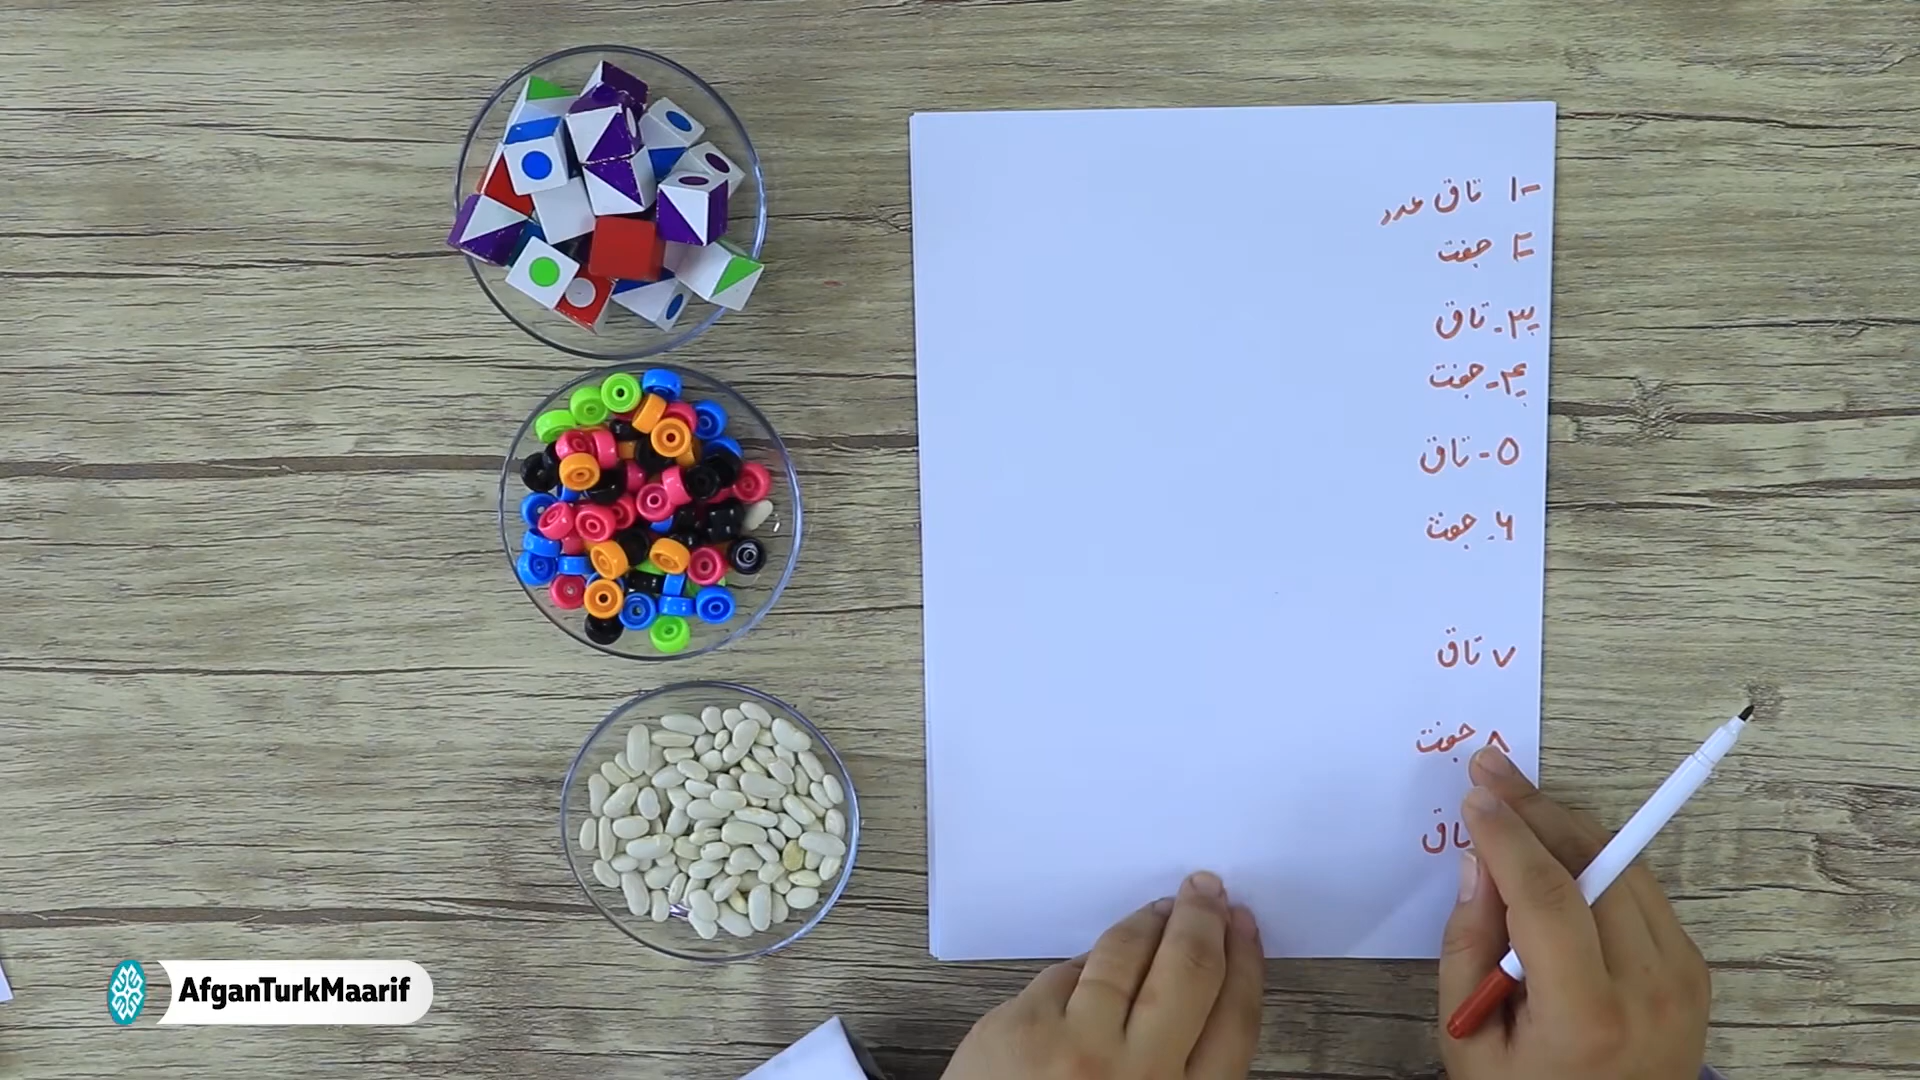 ۱- تاق عدد
۲- جفت
۳- تاق
۴- جفت
۵- تاق
۶- جفت
۷ تاق
۸ جفت
تاق
AfganTurkMaarif